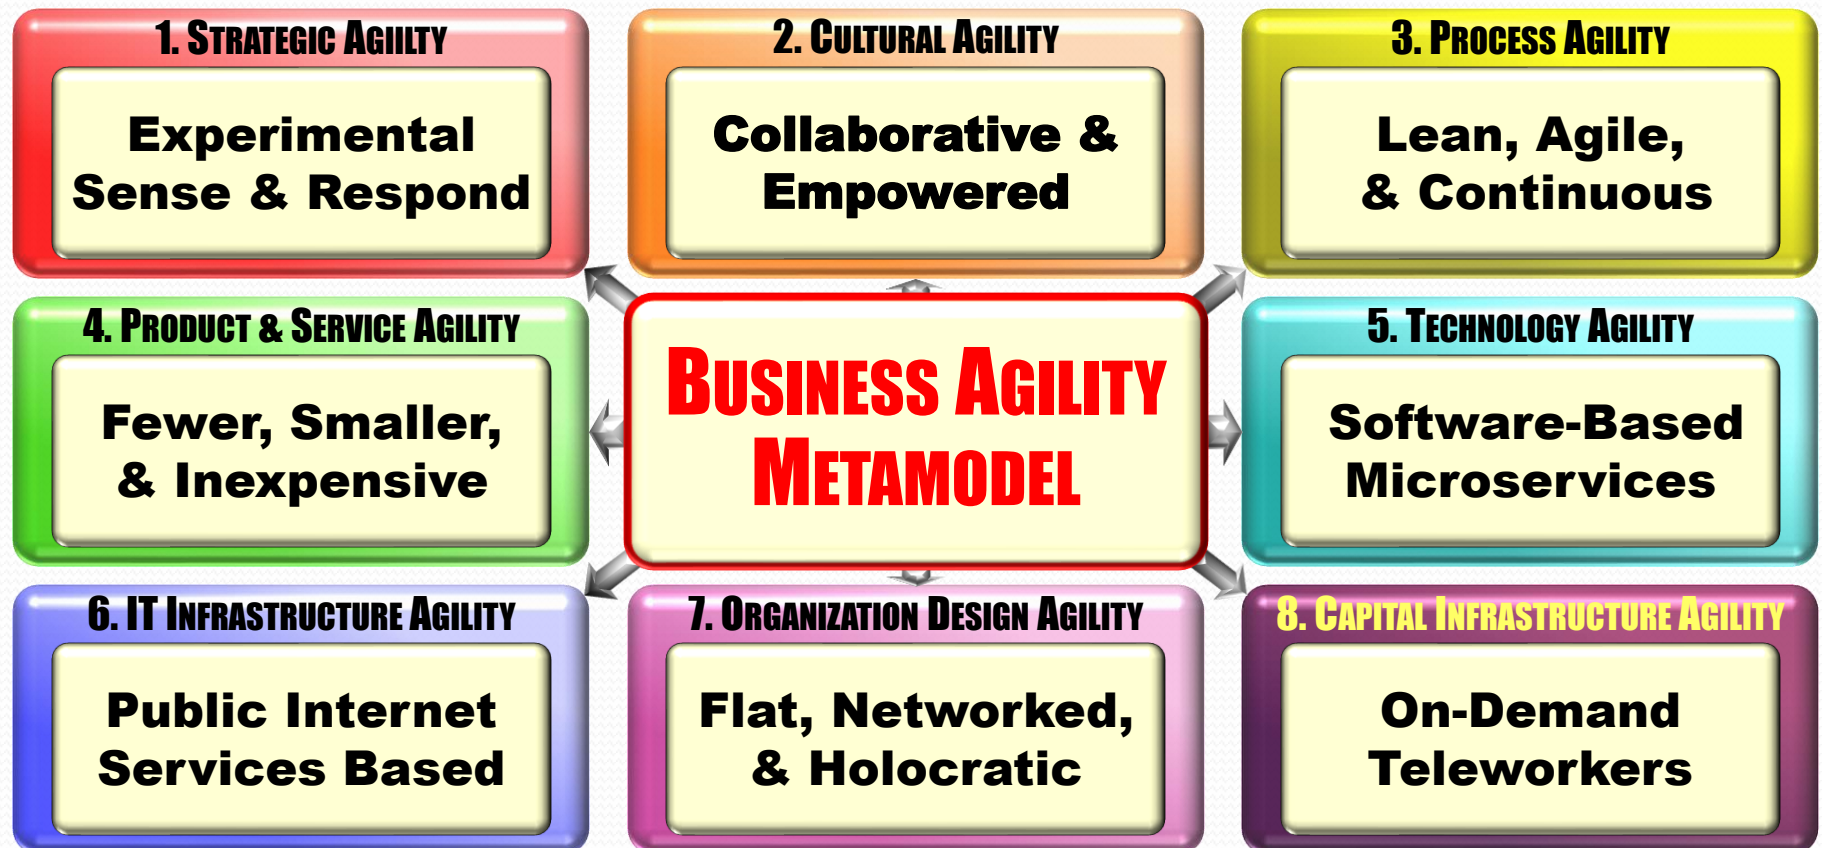 1. STRATEGIC AGIILTY
Experimental
Sense & Respond
2. CULTURAL AGILITY
Collaborative &
Empowered
3. PROCESS AGILITY
Lean, Agile,
& Continuous
4. PRODUCT & SERVICE AGILITY
Fewer, Smaller,
& Inexpensive
BUSINESS AGILITY
METAMODEL
5. TECHNOLOGY AGILITY
Software-Based
Microservices
6. IT INFRASTRUCTURE AGILITY
Public Internet
Services Based
7. ORGANIZATION DESIGN AGILITY
Flat, Networked,
& Holocratic
8. CAPITAL INFRASTRUCTURE AGILITY
On-Demand
Teleworkers